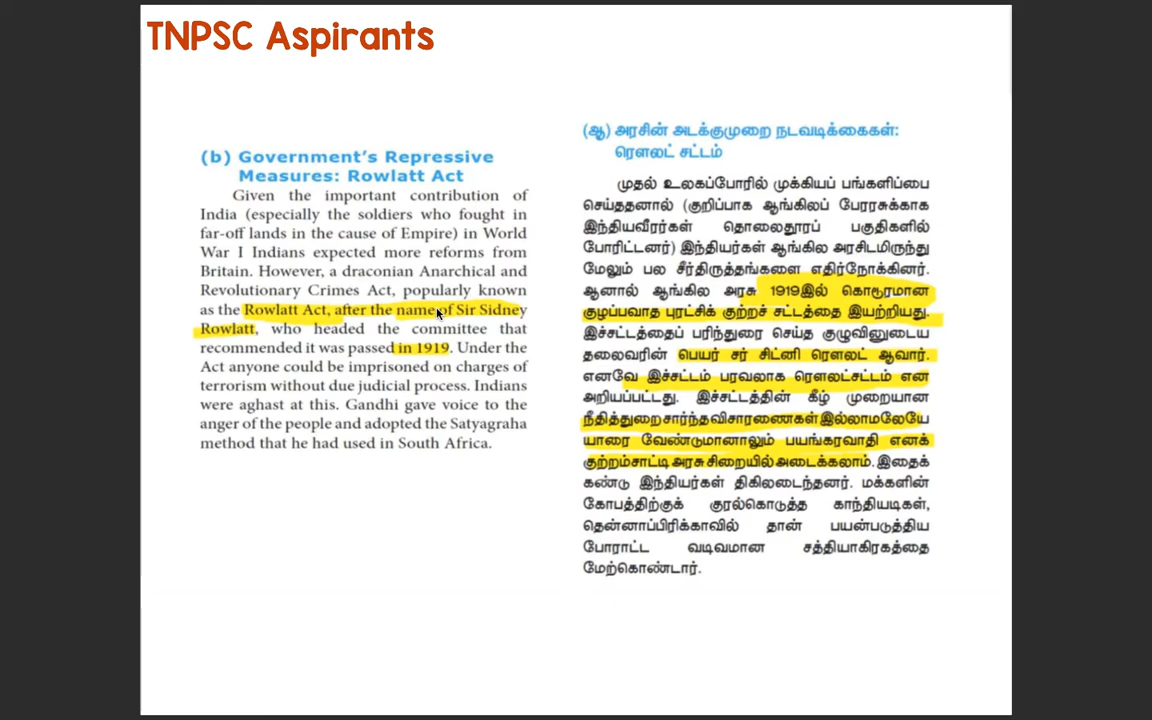 TNPSC Aspirants
(b) Government's Repressive
Measures: Rowlatt Act
Given the important contribution of
India (especially the soldiers who fought in
far-off lands in the cause of Empire) in World
War I Indians expected more reforms from
Britain. However, a draconian Anarchical and
Revolutionary Crimes Act, popularly known
as the Rowlatt Act, after the name of Sir Sidney
Rowlatt, who headed the committee that
recommended it was passed in 1919. Under the
Act anyone could be imprisoned on charges of
terrorism without due judicial process. Indians
were aghast at this. Gandhi gave voice to the
anger of the people and adopted the Satyagraha
method that he had used in South Africa.
(ஆ) அரசின் அடக்குமுறை நடவடிக்கைகள்:
ரௌலட் சட்டம்
முதல் உலகப்போரில் முக்கியப் பங்களிப்பை
செய்ததனால் (குறிப்பாக ஆங்கிலப் பேரரசுக்காக
இந்தியவீரர்கள் தொலைதூரப் பகுதிகளில்
போரிட்டனர்) இந்தியர்கள் ஆங்கில அரசிடமிருந்து
மேலும் பல சீர்திருத்தங்களை எதிர்நோக்கினர்.
ஆனால் ஆங்கில அரசு 1919இல் கொடூரமான
குழப்பவாத புரட்சிக் குற்றச் சட்டத்தை இயற்றியது.
இச்சட்டத்தைப் பரிந்துரை செய்த குழுவினுடைய
தலைவரின் பெயர் சர் சிட்னி ரௌலட் ஆவார்.
எனவே இச்சட்டம் பரவலாக ரௌலட்சட்டம் என
அறியப்பட்டது. இச்சட்டத்தின் கீழ் முறையான
நீதித்துறை சார்ந்த விசாரணைகள் இல்லாமலேயே
யாரை வேண்டுமானாலும் பயங்கரவாதி எனக்
குற்றம்சாட்டி அரசு சிறையில் அடைக்கலாம். இதைக்
கண்டு இந்தியர்கள் திகிலடைந்தனர். மக்களின்
கோபத்திற்குக் குரல்கொடுத்த காந்தியடிகள்,
தென்னாப்பிரிக்காவில் தான் பயன்படுத்திய
போராட்ட வடிவமான சத்தியாகிரகத்தை
மேற்கொண்டார்.